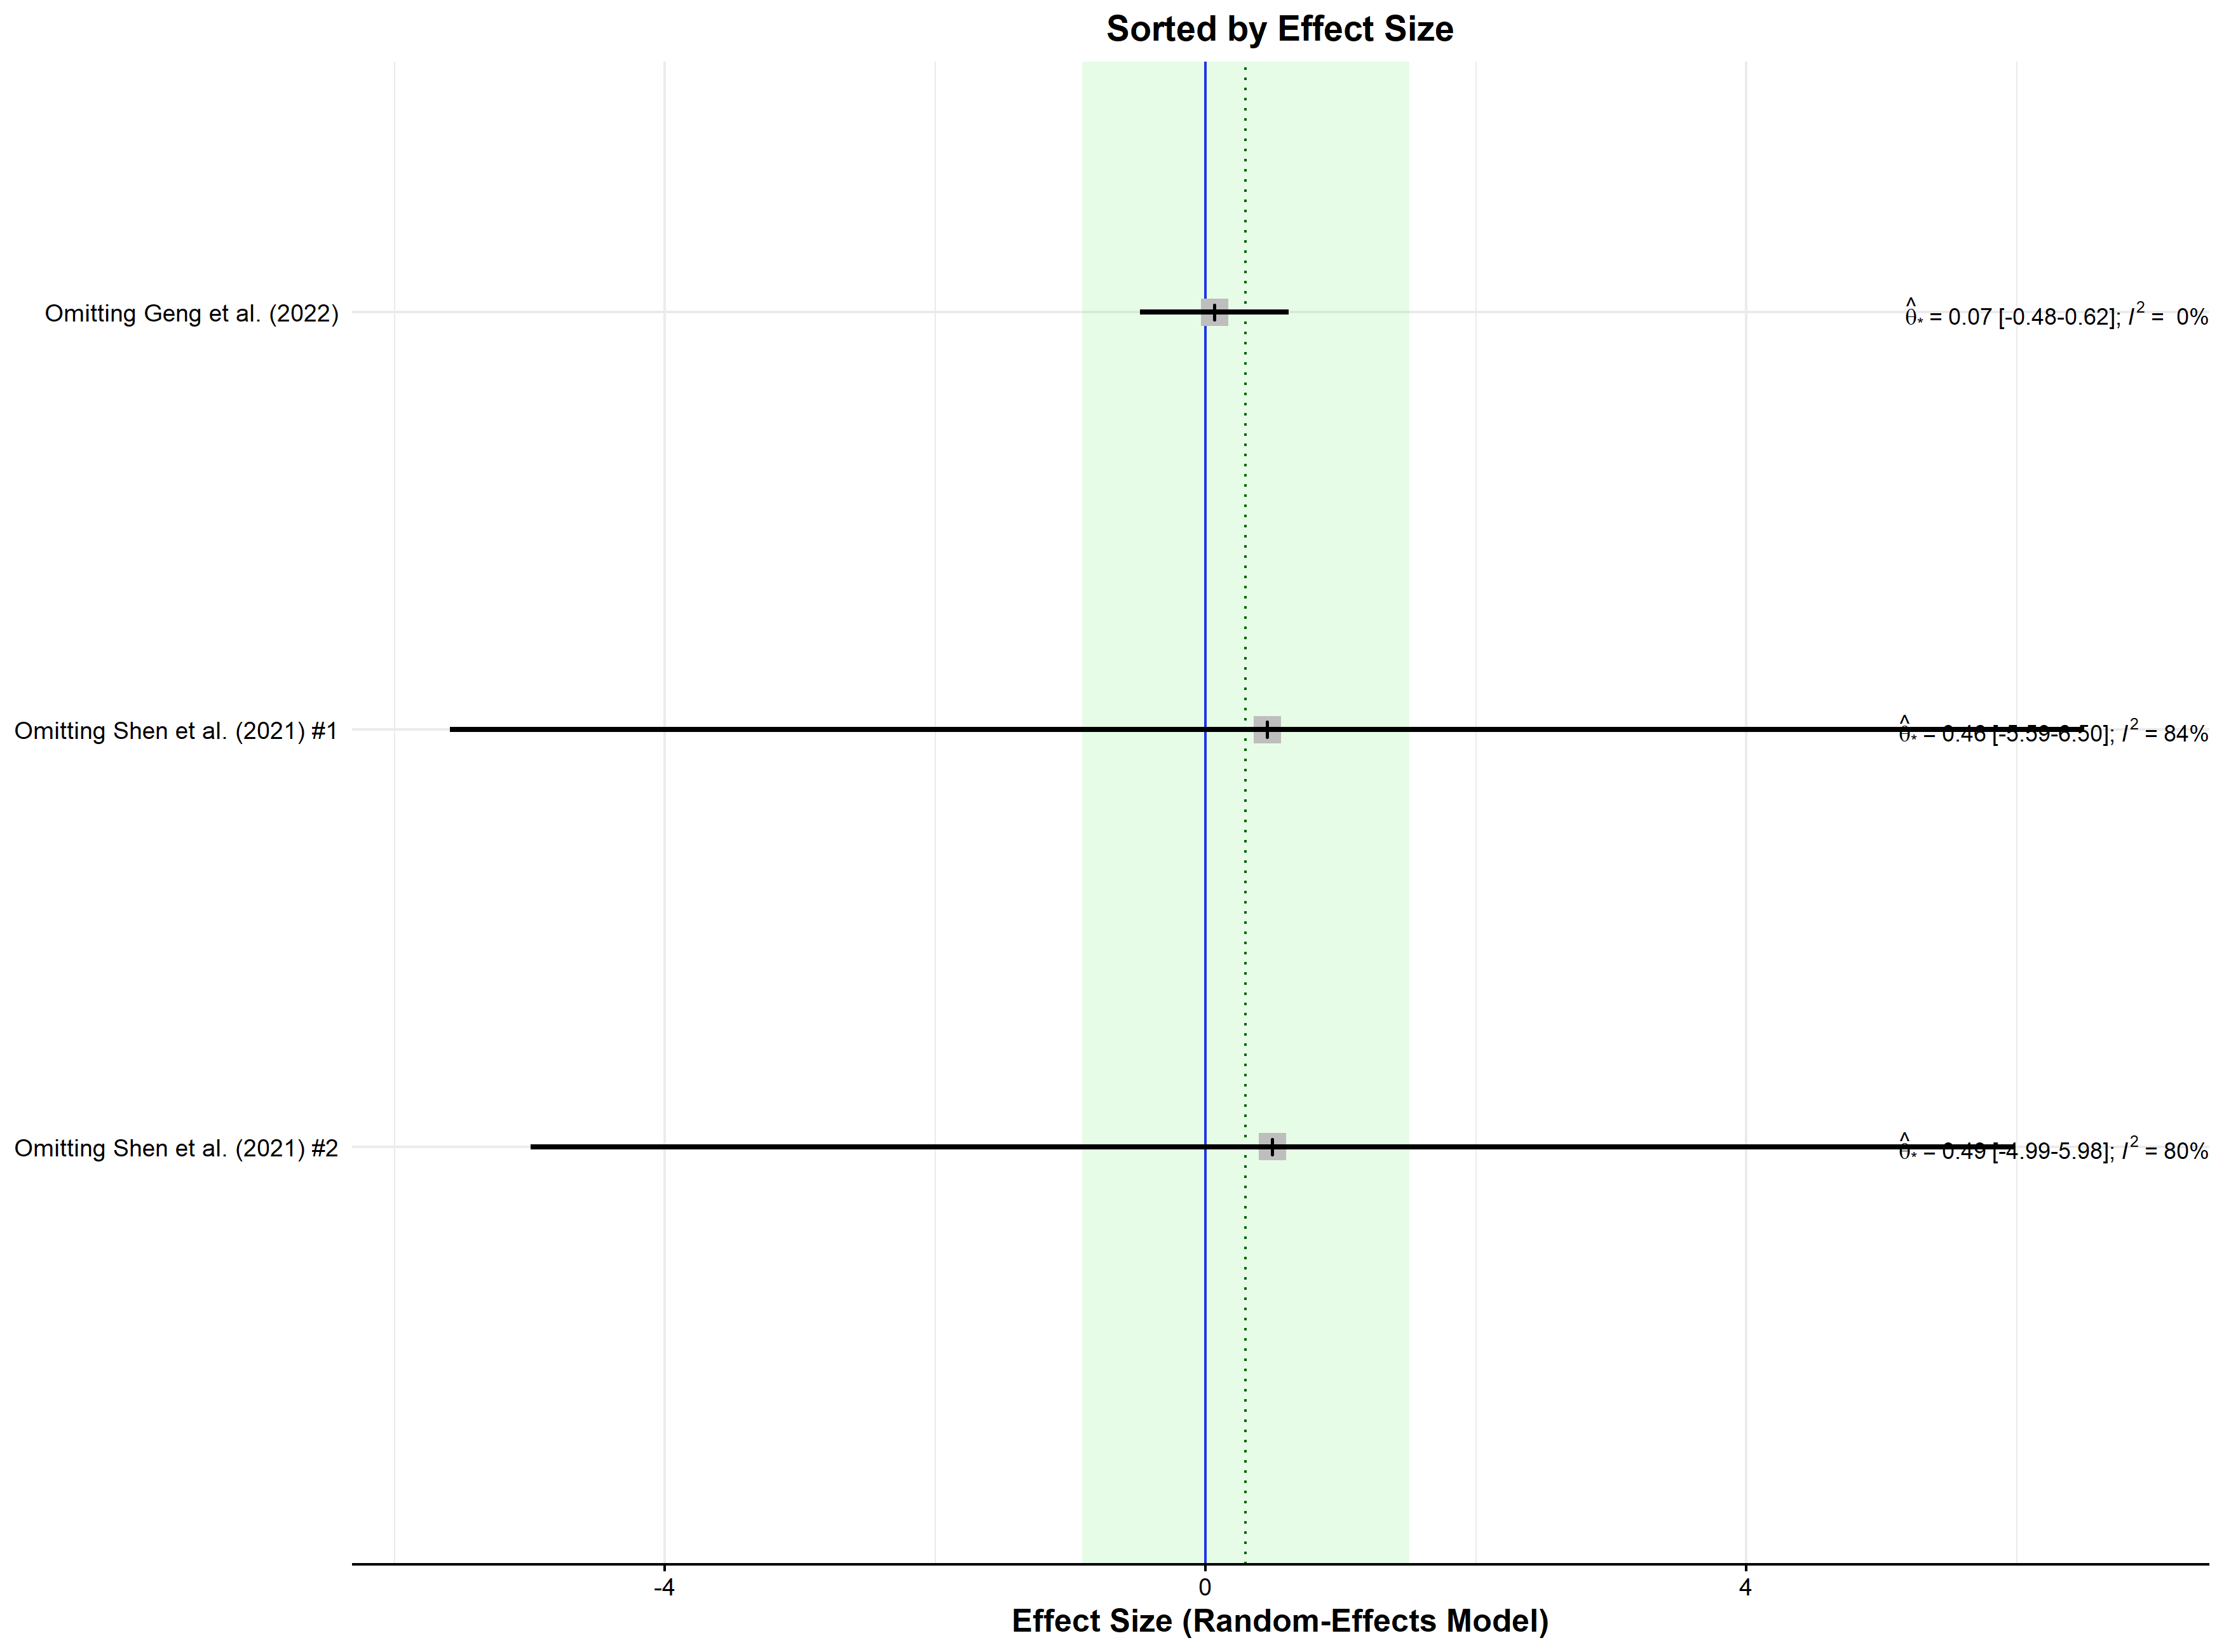 Sorted by Effect Size
Omitting Geng et al. (2022)
θ̂* = 0.07 [-0.48-0.62]; I² = 0%
Omitting Shen et al. (2021) #1
θ̂* = 0.46 [-5.59-6.50]; I² = 84%
Omitting Shen et al. (2021) #2
θ̂* = 0.49 [-4.99-5.98]; I² = 80%
-4 0 4
Effect Size (Random-Effects Model)